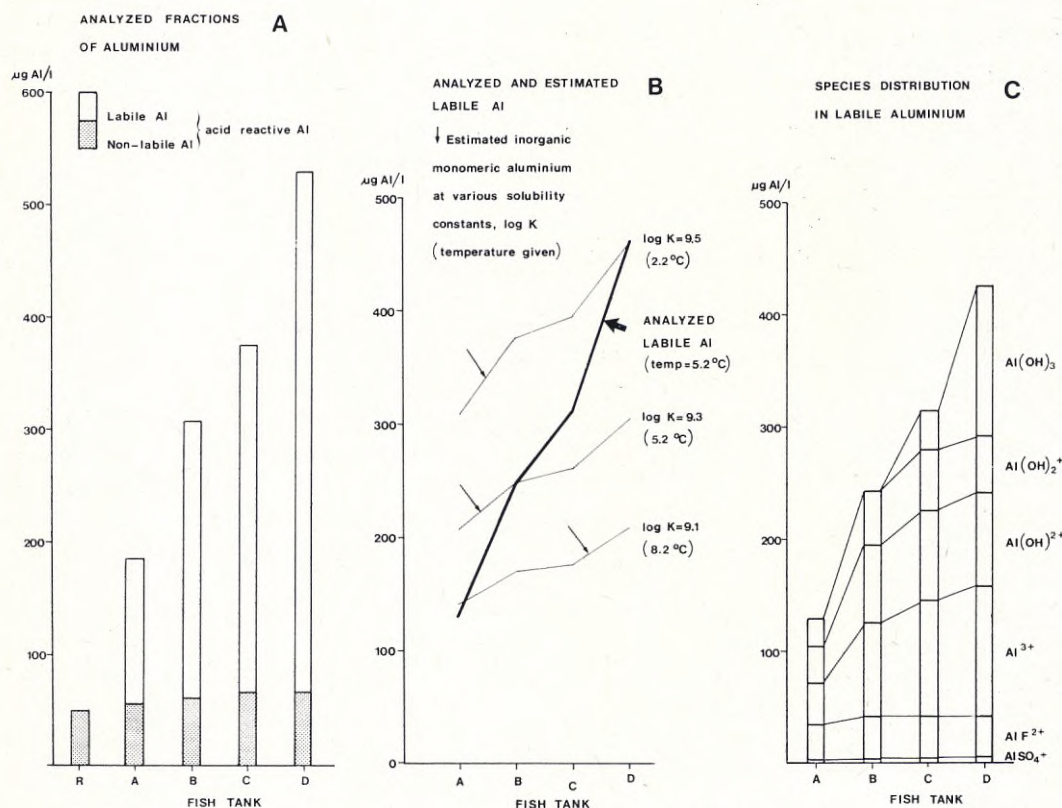 ANALYZED FRACTIONS
OF ALUMINIUM
A
µg Al/l
600
500
400
300
200
100
Labile Al
Non-labile Al
acid reactive Al
R A B C D
FISH TANK
ANALYZED AND ESTIMATED
LABILE Al
B
Estimated inorganic
monomeric aluminium
at various solubility
constants, log K
(temperature given)
µg Al/l
500
400
300
200
100
0
log K=9.5
(2.2 °C)
ANALYZED
LABILE Al
(temp=5.2°C)
log K=9.3
(5.2 °C)
log K=9.1
(8.2 °C)
A B C D
FISH TANK
SPECIES DISTRIBUTION
IN LABILE ALUMINIUM
C
µg Al/l
500
400
300
200
100
Al(OH)3
Al(OH)2+
Al(OH)2+
Al3+
AlF2+
AlSO4+
A B C D
FISH TANK